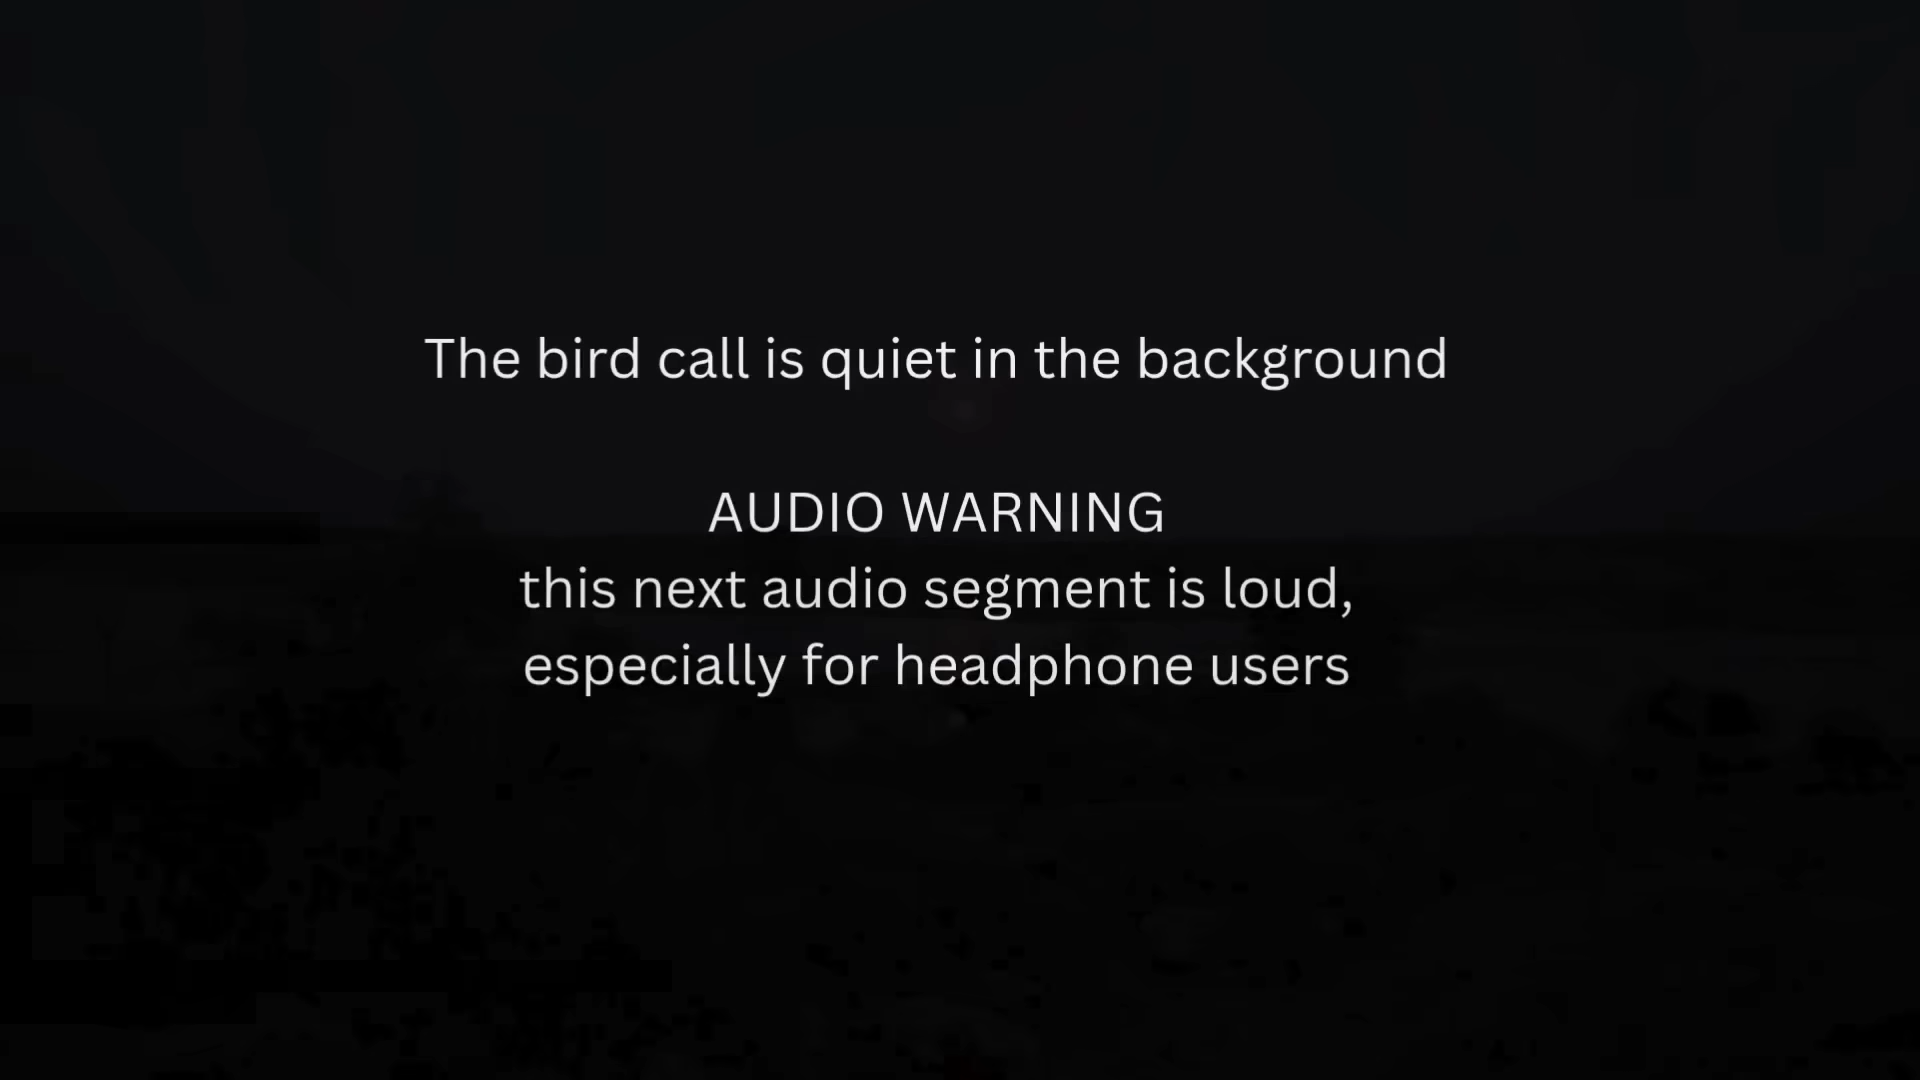 The bird call is quiet in the background
AUDIO WARNING
this next audio segment is loud,
especially for headphone users